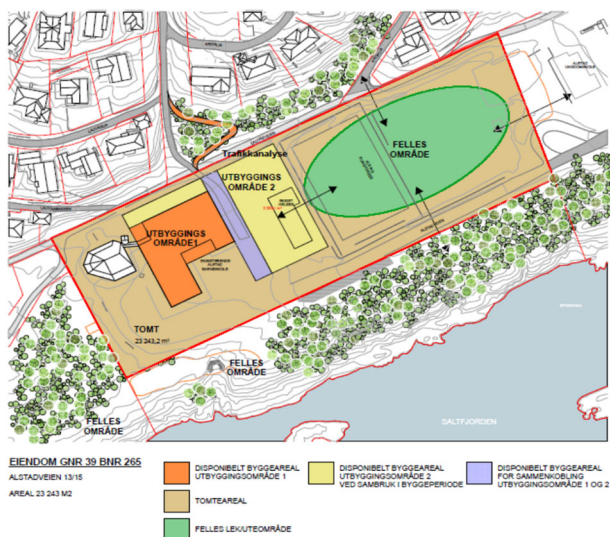 FELLES
OMRÅDE
Trafikkanalyse
UTBYGGINGS
OMRÅDE 2
UTBYGGINGS
OMRÅDE1
TOMT
23 243,2 m²
FELLES
OMRÅDE
FELLES
OMRÅDE
SALTFJORDEN
EIENDOM GNR 39 BNR 265
ALSTADVEIEN 13/15
AREAL 23 243 M2
DISPONIBELT BYGGEAREAL
UTBYGGINGSOMRÅDE 1
DISPONIBELT BYGGEAREAL
UTBYGGINGSOMRÅDE 2
VED SAMBRUK I BYGGEPERIODE
DISPONIBELT BYGGEAREAL
FOR SAMMENKOBLING
UTBYGGINGSOMRÅDE 1 OG 2
TOMTEAREAL
FELLES LEK/UTEOMRÅDE